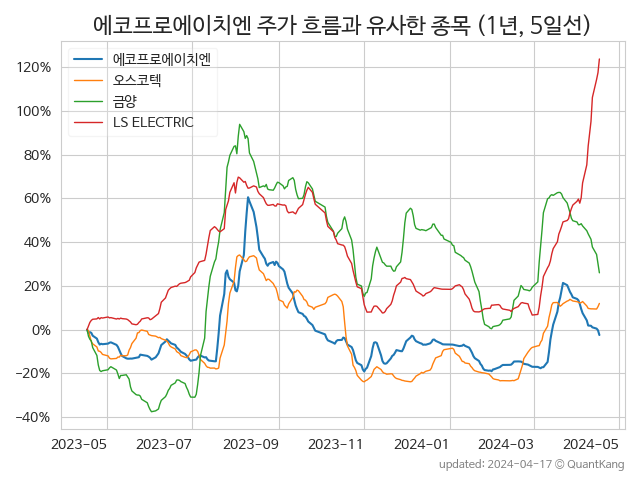 에코프로에이치엔 주가 흐름과 유사한 종목 (1년, 5일선)
에코프로에이치엔
오스코텍
금양
LS ELECTRIC
120%
100%
80%
60%
40%
20%
0%
−20%
−40%
2023-05
2023-07
2023-09
2023-11
2024-01
2024-03
2024-05
updated: 2024-04-17 © QuantKang